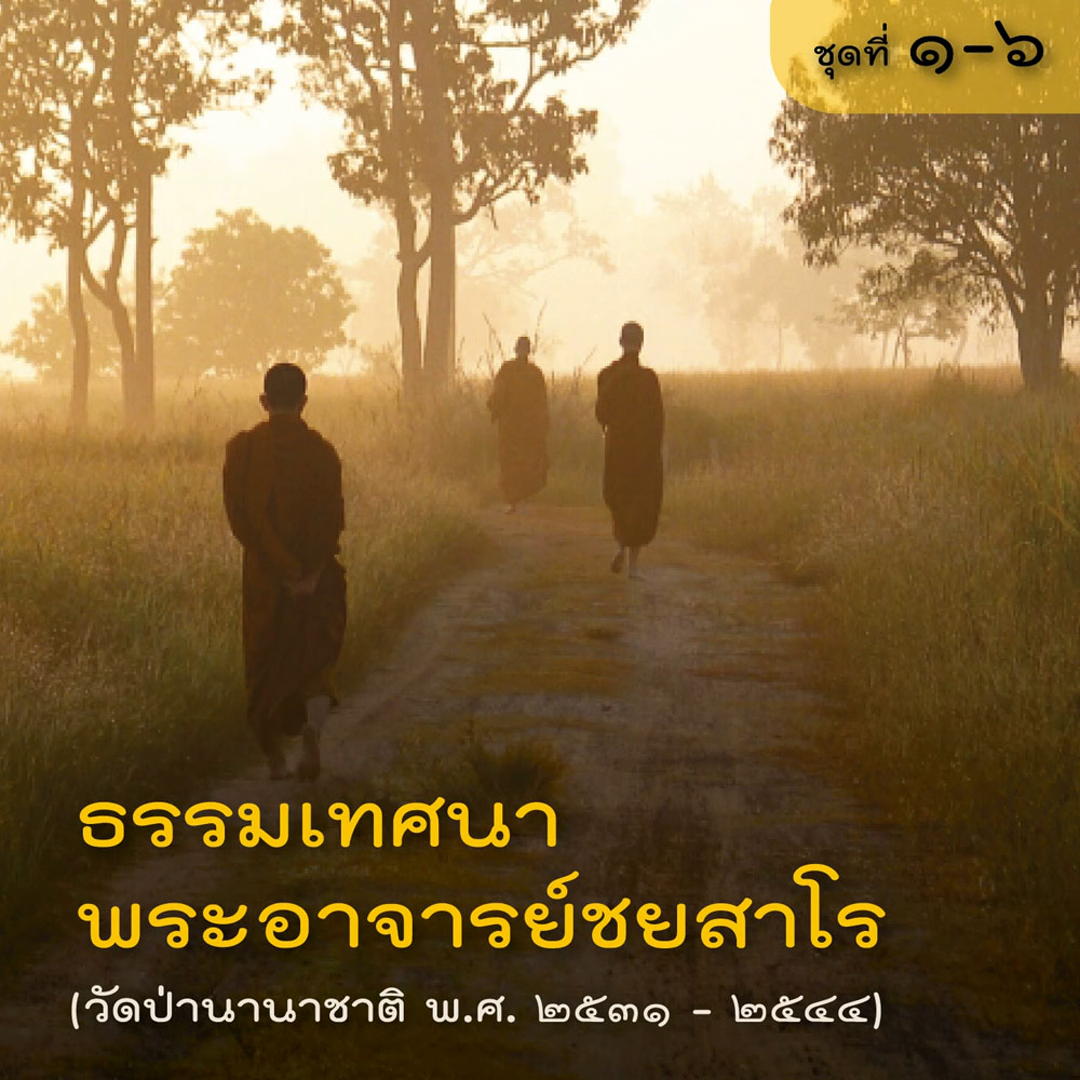 ชุดที่ ๑-๖
ธรรมเทศนา
พระอาจารย์ชยสาโร
(วัดป่านานาชาติ พ.ศ. ๒๕๓๑ - ๒๕๔๔)